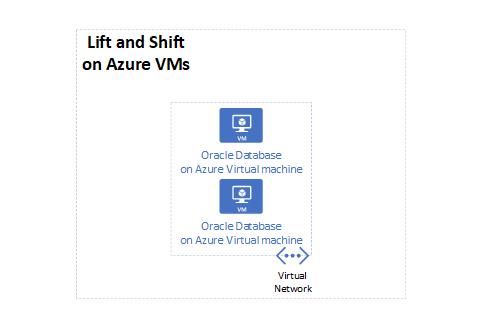 Lift and Shift
on Azure VMs
VM
Oracle Database
on Azure Virtual machine
VM
Oracle Database
on Azure Virtual machine
Virtual
Network